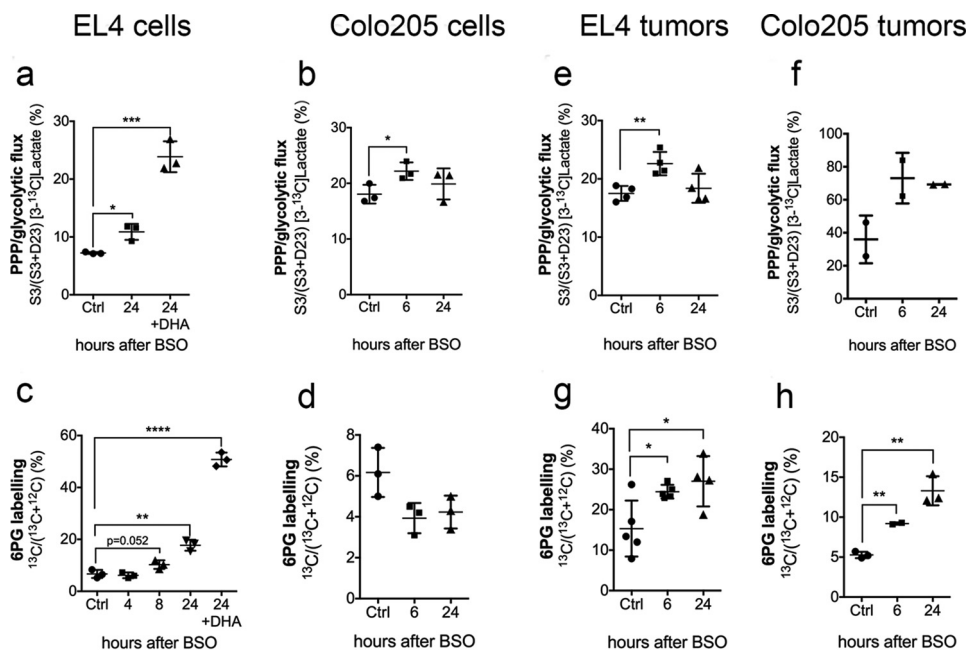 EL4 cells
Colo205 cells
EL4 tumors
Colo205 tumors
a
PPP/glycolytic flux
S3/(S3+D23) [3-¹³C]Lactate (%)
30
20
10
0
***
*
Ctrl 24 24
+DHA
hours after BSO
b
PPP/glycolytic flux
S3/(S3+D23) [3-¹³C]Lactate (%)
30
20
10
0
*
Ctrl 6 24
hours after BSO
e
PPP/glycolytic flux
S3/(S3+D23) [3-¹³C]Lactate (%)
30
20
10
0
**
Ctrl 6 24
hours after BSO
f
PPP/glycolytic flux
S3/(S3+D23) [3-¹³C]Lactate (%)
100
80
60
40
20
0
Ctrl 6 24
hours after BSO
c
6PG labelling
¹³C/(¹³C+¹²C) (%)
60
40
20
0
****
**
p=0.052
Ctrl 4 8 24 24
+DHA
hours after BSO
d
6PG labelling
¹³C/(¹³C+¹²C) (%)
8
6
4
2
0
Ctrl 6 24
hours after BSO
g
6PG labelling
¹³C/(¹³C+¹²C) (%)
40
30
20
10
0
*
*
Ctrl 6 24
hours after BSO
h
6PG labelling
¹³C/(¹³C+¹²C) (%)
20
15
10
5
0
**
**
Ctrl 6 24
hours after BSO